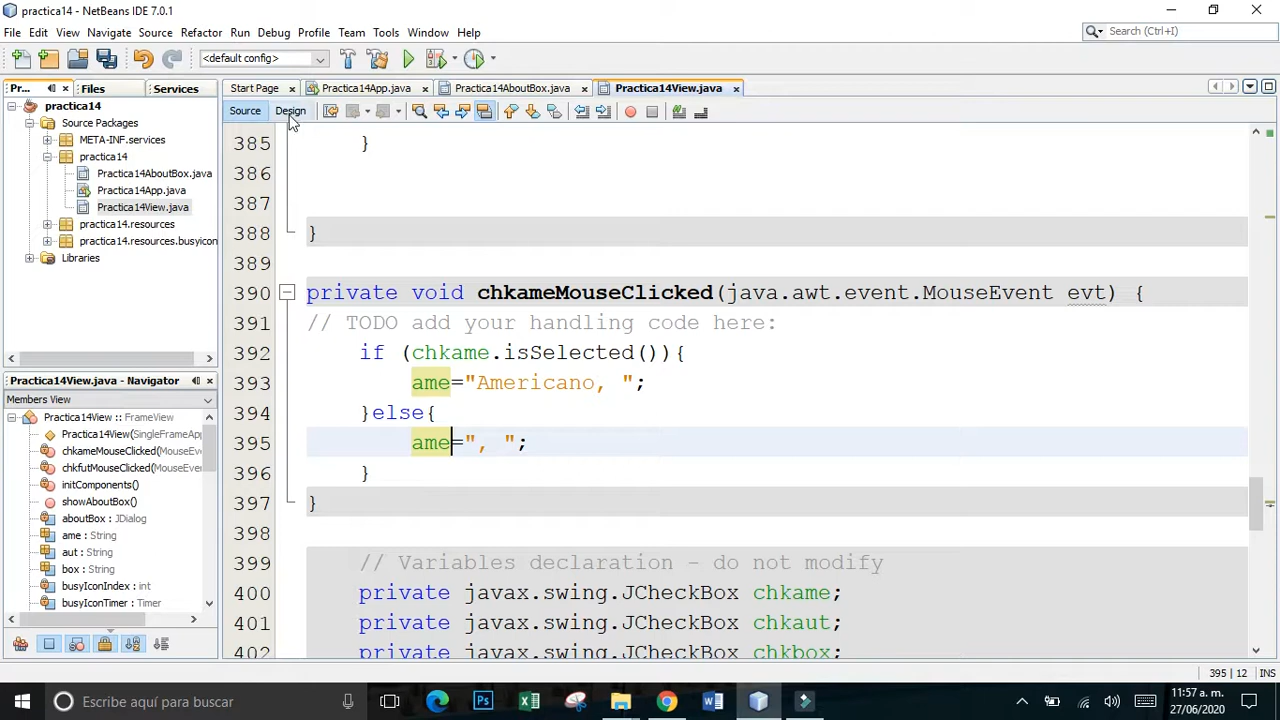 practica14 - NetBeans IDE 7.0.1
File Edit View Navigate Source Refactor Run Debug Profile Team Tools Window Help
Search (Ctrl+I)
<default config>
Pr... Files Services
Start Page Practica14App.java Practica14AboutBox.java Practica14View.java
Source Design
practica14
Source Packages
META-INF.services
practica14
Practica14AboutBox.java
Practica14App.java
Practica14View.java
practica14.resources
practica14.resources.busyicon
Libraries
Practica14View.java - Navigator
Members View
Practica14View :: FrameView
Practica14View(SingleFrameApp
chkameMouseClicked(MouseEve
chkfutMouseClicked(MouseEven
initComponents()
showAboutBox()
aboutBox : JDialog
ame : String
aut : String
box : String
busyIconIndex : int
busyIconTimer : Timer
385 }
386
387
388 }
389
390 private void chkameMouseClicked(java.awt.event.MouseEvent evt) {
391 // TODO add your handling code here:
392 if (chkame.isSelected()){
393 ame="Americano, ";
394 }else{
395 ame=", ";
396 }
397 }
398
399 // Variables declaration - do not modify
400 private javax.swing.JCheckBox chkame;
401 private javax.swing.JCheckBox chkaut;
402 private javax.swing.JCheckBox chkbox;
395 | 12 INS
Escribe aquí para buscar
11:57 a. m.
27/06/2020